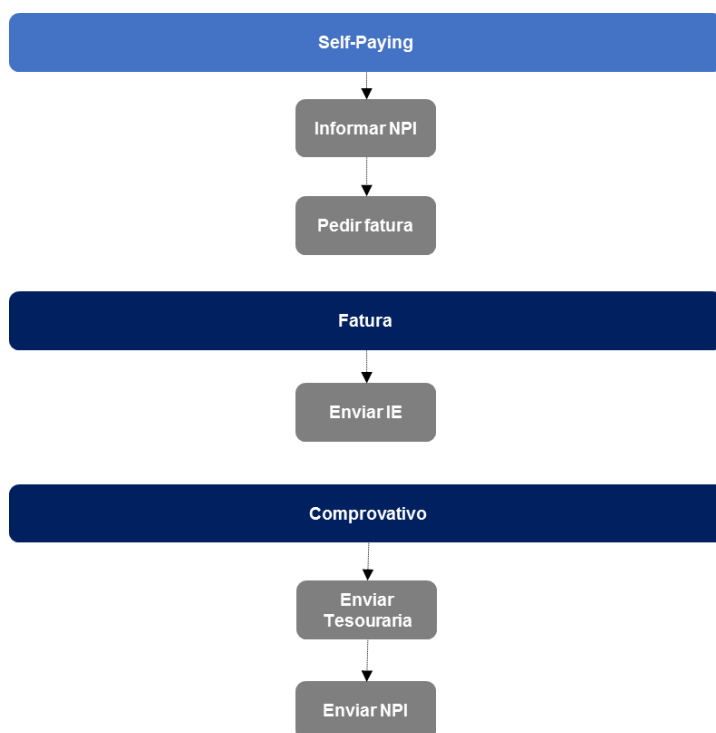 Self-Paying
Informar NPI
Pedir fatura
Fatura
Enviar IE
Comprovativo
Enviar
Tesouraria
Enviar NPI